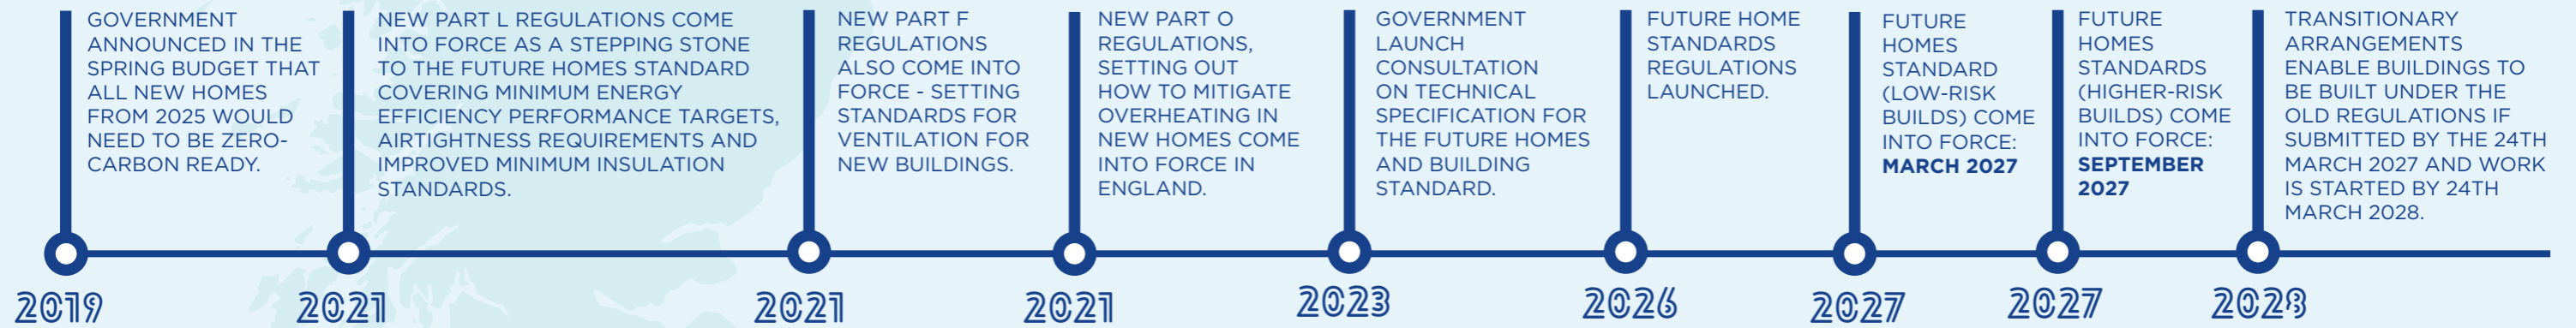 GOVERNMENT
ANNOUNCED IN THE
SPRING BUDGET THAT
ALL NEW HOMES
FROM 2025 WOULD
NEED TO BE ZERO-
CARBON READY.
2019
NEW PART L REGULATIONS COME
INTO FORCE AS A STEPPING STONE
TO THE FUTURE HOMES STANDARD
COVERING MINIMUM ENERGY
EFFICIENCY PERFORMANCE TARGETS,
AIRTIGHTNESS REQUIREMENTS AND
IMPROVED MINIMUM INSULATION
STANDARDS.
2021
NEW PART F
REGULATIONS
ALSO COME INTO
FORCE - SETTING
STANDARDS FOR
VENTILATION FOR
NEW BUILDINGS.
2021
NEW PART O
REGULATIONS,
SETTING OUT
HOW TO MITIGATE
OVERHEATING IN
NEW HOMES COME
INTO FORCE IN
ENGLAND.
2021
GOVERNMENT
LAUNCH
CONSULTATION
ON TECHNICAL
SPECIFICATION FOR
THE FUTURE HOMES
AND BUILDING
STANDARD.
2023
FUTURE HOME
STANDARDS
REGULATIONS
LAUNCHED.
2026
FUTURE
HOMES
STANDARD
(LOW-RISK
BUILDS) COME
INTO FORCE:
MARCH 2027
2027
FUTURE
HOMES
STANDARDS
(HIGHER-RISK
BUILDS) COME
INTO FORCE:
SEPTEMBER
2027
2027
TRANSITIONARY
ARRANGEMENTS
ENABLE BUILDINGS TO
BE BUILT UNDER THE
OLD REGULATIONS IF
SUBMITTED BY THE 24TH
MARCH 2027 AND WORK
IS STARTED BY 24TH
MARCH 2028.
2028